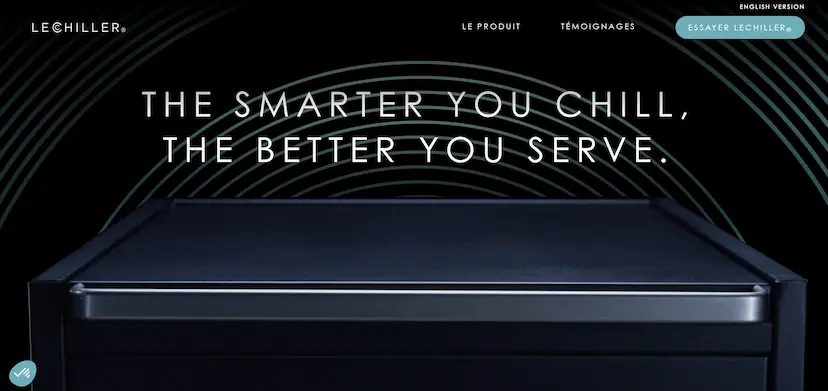 ENGLISH VERSION
LECHILLER®
LE PRODUIT
TÉMOIGNAGES
ESSAYER LECHILLER®
THE SMARTER YOU CHILL,
THE BETTER YOU SERVE.